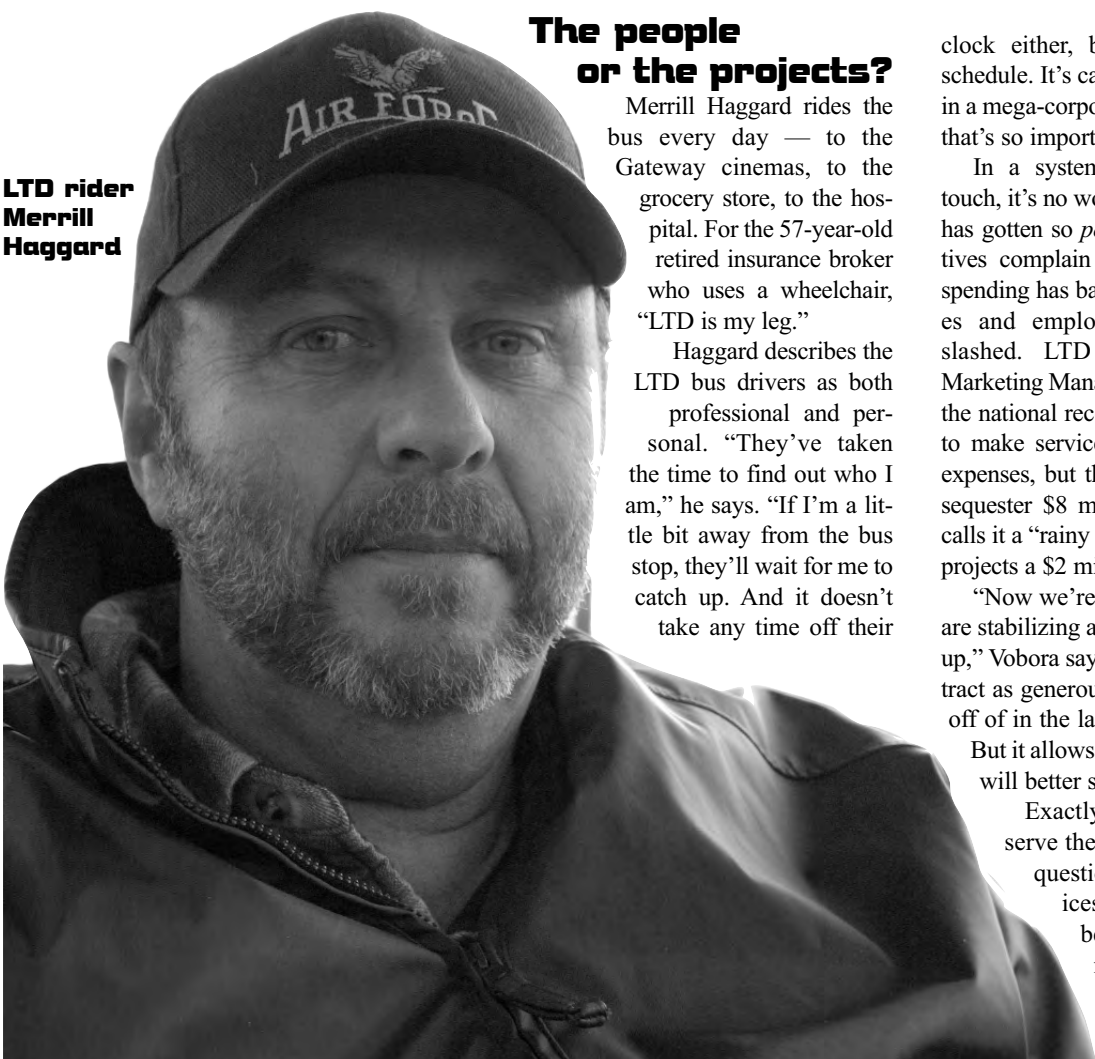 The people
or the projects?
LTD rider
Merrill
Haggard
AIR FORCE
Merrill Haggard rides the
bus every day — to the
Gateway cinemas, to the
grocery store, to the hos-
pital. For the 57-year-old
retired insurance broker
who uses a wheelchair,
“LTD is my leg.”
Haggard describes the
LTD bus drivers as both
professional and per-
sonal. “They’ve taken
the time to find out who I
am,” he says. “If I’m a lit-
tle bit away from the bus
stop, they’ll wait for me to
catch up. And it doesn’t
take any time off their
clock either, b
schedule. It’s ca
in a mega-corpo
that’s so import
In a system
touch, it’s no wo
has gotten so p
tives complain
spending has ba
es and emplo
slashed. LTD
Marketing Mana
the national rec
to make service
expenses, but th
sequester $8 m
calls it a “rainy
projects a $2 mi
“Now we’re
are stabilizing a
up,” Vobora say
tract as generou
off of in the la
But it allows
will better s
Exactly
serve the
questi
ices
be